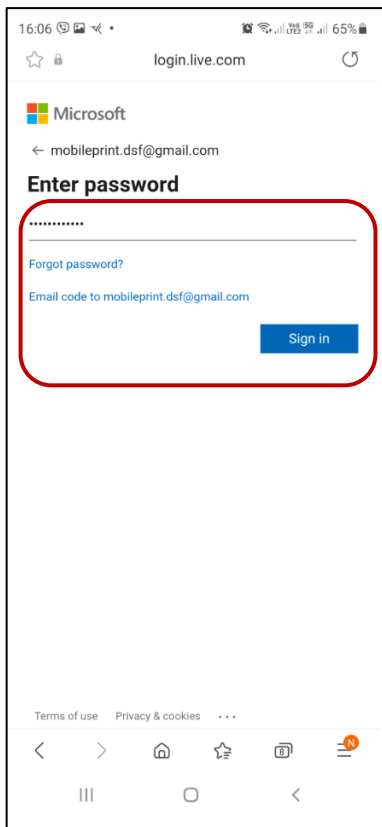 16:06 65%
login.live.com
Microsoft
← mobileprint.dsf@gmail.com
Enter password
••••••••••••
Forgot password?
Email code to mobileprint.dsf@gmail.com
Sign in
Terms of use Privacy & cookies ...
8 N